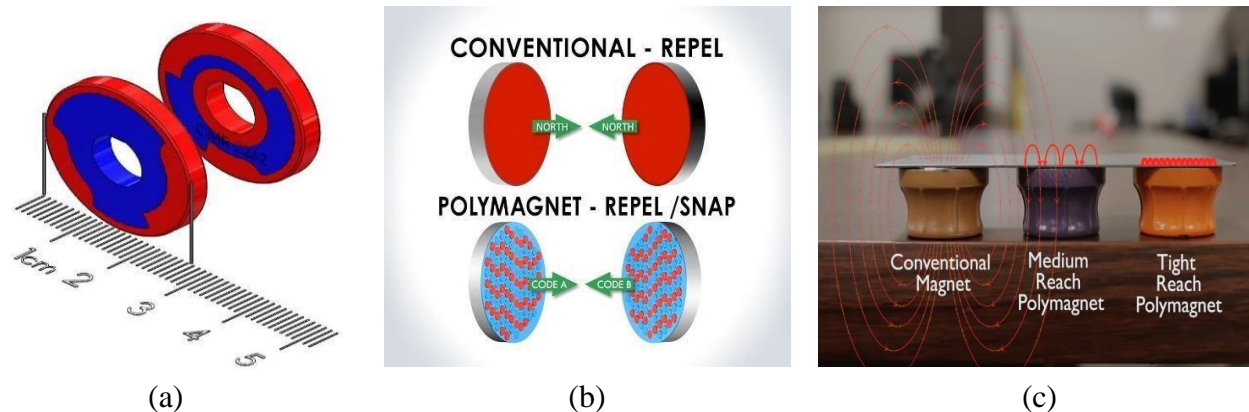 1cm 2 3 4 5
CONVENTIONAL - REPEL
NORTH NORTH
POLYMAGNET - REPEL /SNAP
CODE A CODE B
Conventional
Magnet
Medium
Reach
Polymagnet
Tight
Reach
Polymagnet
(a) (b) (c)